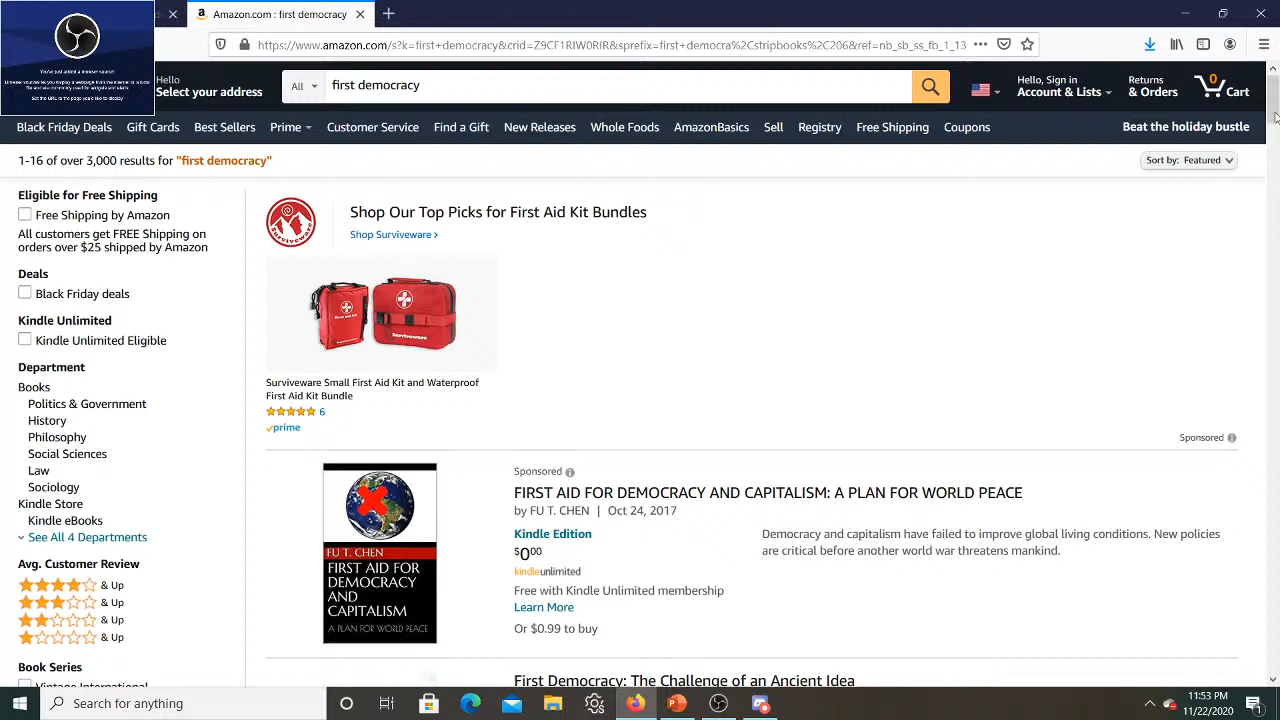 You've just added a browser source!
Amazon.com : first democracy
https://www.amazon.com/s?k=first+democracy&crid=Z9CF1RIW0RIR&sprefix=first+democra%2Cstripbooks%2C206&ref=nb_sb_ss_fb_1_13
Hello
Select your address
All
first democracy
Hello, Sign in
Account & Lists
Returns
& Orders
0
Cart
Black Friday Deals
Gift Cards
Best Sellers
Prime
Customer Service
Find a Gift
New Releases
Whole Foods
AmazonBasics
Sell
Registry
Free Shipping
Coupons
Beat the holiday bustle
1-16 of over 3,000 results for "first democracy"
Sort by: Featured
Eligible for Free Shipping
Free Shipping by Amazon
All customers get FREE Shipping on
orders over $25 shipped by Amazon
Deals
Black Friday deals
Kindle Unlimited
Kindle Unlimited Eligible
Department
Books
Politics & Government
History
Philosophy
Social Sciences
Law
Sociology
Kindle Store
Kindle eBooks
See All 4 Departments
Avg. Customer Review
& Up
& Up
& Up
& Up
Book Series
Vintage International
Surviveware
Shop Our Top Picks for First Aid Kit Bundles
Shop Surviveware ›
Surviveware
Surviveware Small First Aid Kit and Waterproof
First Aid Kit Bundle
6
prime
Sponsored
FU T. CHEN
FIRST AID FOR
DEMOCRACY
AND
CAPITALISM
A PLAN FOR WORLD PEACE
Sponsored
FIRST AID FOR DEMOCRACY AND CAPITALISM: A PLAN FOR WORLD PEACE
by FU T. CHEN | Oct 24, 2017
Kindle Edition
$0.00
kindleunlimited
Free with Kindle Unlimited membership
Learn More
Or $0.99 to buy
Democracy and capitalism have failed to improve global living conditions. New policies
are critical before another world war threatens mankind.
First Democracy: The Challenge of an Ancient Idea
Search for anything
11:53 PM
11/22/2020